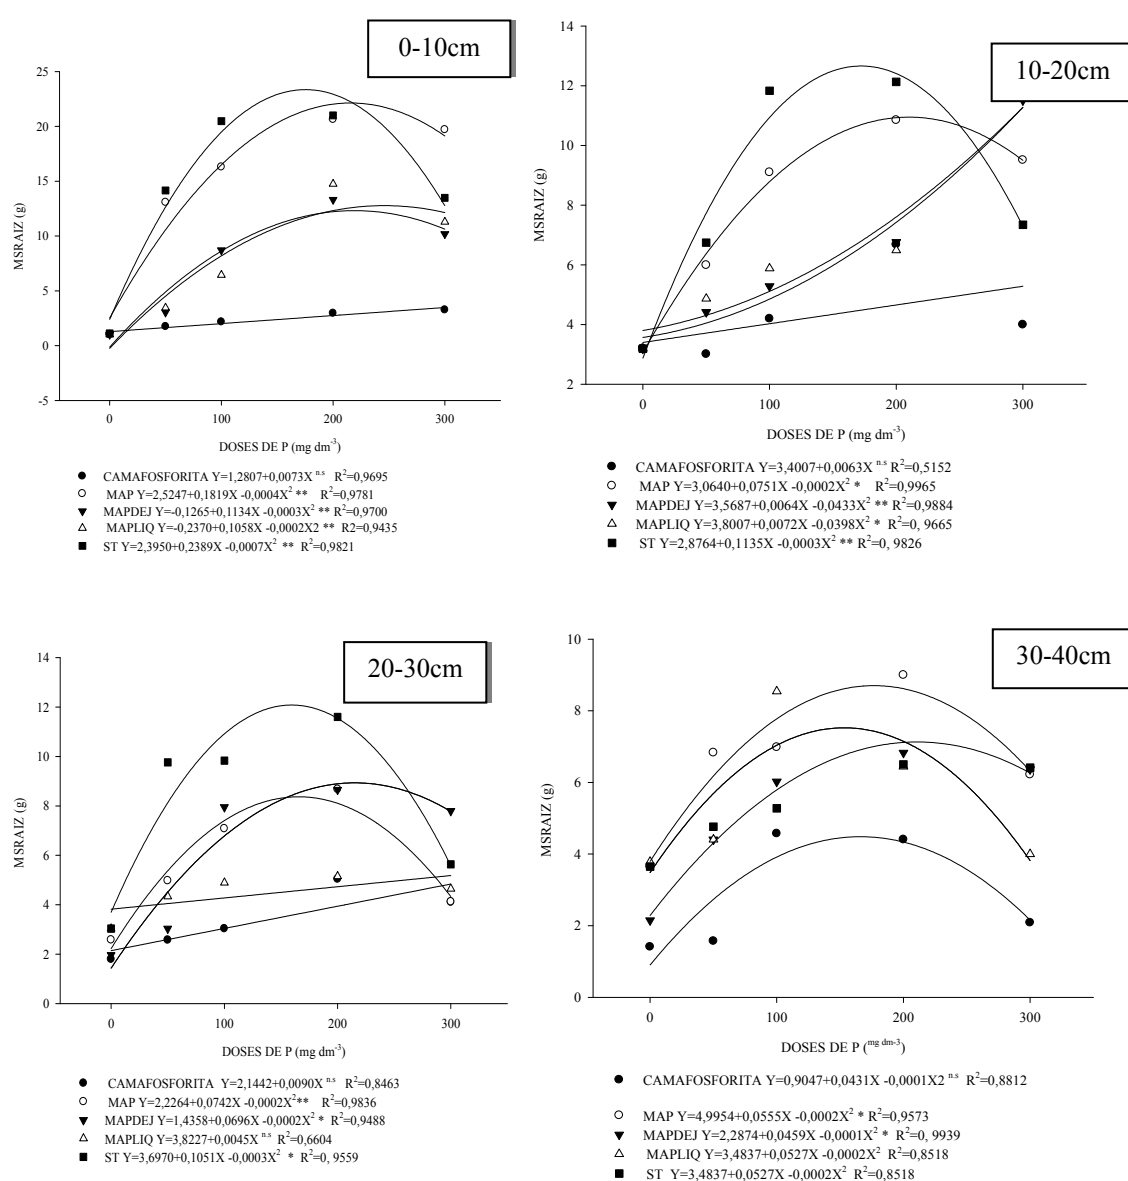 0-10cm
25
20
15
10
5
0
-5
MSRAIZ (g)
0 100 200 300
DOSES DE P (mg dm-3)
● CAMAFOSFORITA Y=1,2807+0,0073X n.s R2=0,9695
○ MAP Y=2,5247+0,1819X -0,0004X2 ** R2=0,9781
▼ MAPDEJ Y=-0,1265+0,1134X -0,0003X2 ** R2=0,9700
△ MAPLIQ Y=-0,2370+0,1058X -0,0002X2 ** R2=0,9435
■ ST Y=2,3950+0,2389X -0,0007X2 ** R2=0,9821
10-20cm
14
12
10
8
6
4
2
MSRAIZ (g)
0 100 200 300
DOSES DE P (mg dm-3)
● CAMAFOSFORITA Y=3,4007+0,0063X n.s R2=0,5152
○ MAP Y=3,0640+0,0751X -0,0002X2 * R2=0,9965
▼ MAPDEJ Y=3,5687+0,0064X -0,0433X2 ** R2=0,9884
△ MAPLIQ Y=3,8007+0,0072X -0,0398X2 * R2=0, 9665
■ ST Y=2,8764+0,1135X -0,0003X2 ** R2=0, 9826
20-30cm
14
12
10
8
6
4
2
0
MSRAIZ (g)
0 100 200 300
DOSES DE P (mg dm-3)
● CAMAFOSFORITA Y=2,1442+0,0090X n.s R2=0,8463
○ MAP Y=2,2264+0,0742X -0,0002X2** R2=0,9836
▼ MAPDEJ Y=1,4358+0,0696X -0,0002X2 * R2=0,9488
△ MAPLIQ Y=3,8227+0,0045X n.s R2=0,6604
■ ST Y=3,6970+0,1051X -0,0003X2 * R2=0, 9559
30-40cm
10
8
6
4
2
0
MSRAIZ (g)
0 100 200 300
DOSES DE P (mg dm-3)
● CAMAFOSFORITA Y=0,9047+0,0431X -0,0001X2 n.s R2=0,8812
○ MAP Y=4,9954+0,0555X -0,0002X2 * R2=0,9573
▼ MAPDEJ Y=2,2874+0,0459X -0,0001X2 * R2=0, 9939
△ MAPLIQ Y=3,4837+0,0527X -0,0002X2 R2=0,8518
■ ST Y=3,4837+0,0527X -0,0002X2 R2=0,8518